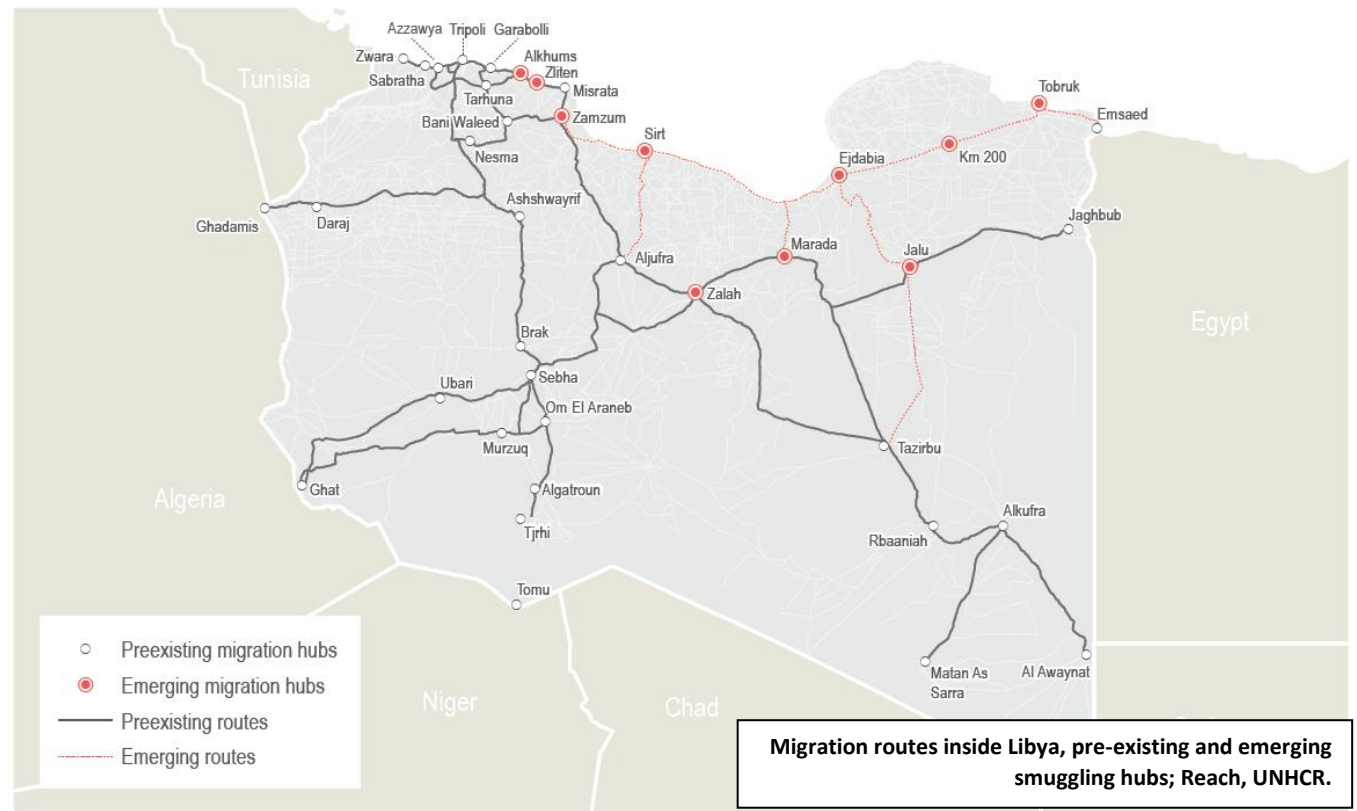 Azzawya
Tripoli
Garabolli
Zwara
Alkhums
Zliten
Tunisia
Sabratha
Misrata
Tobruk
Tarhuna
Emsaed
Bani Waleed
Zamzum
Sirt
Nesma
Km 200
Ejdabia
Ashshwayrif
Ghadamis
Daraj
Jaghbub
Marada
Jalu
Aljufra
Zalah
Egypt
Brak
Sebha
Ubari
Om El Araneb
Murzuq
Tazirbu
Ghat
Algatroun
Algeria
Alkufra
Tjrhi
Rbaaniah
Tomu
Matan As
Sarra
Al Awaynat
Niger
Chad
Preexisting migration hubs
Emerging migration hubs
Preexisting routes
Emerging routes
Migration routes inside Libya, pre-existing and emerging
smuggling hubs; Reach, UNHCR.